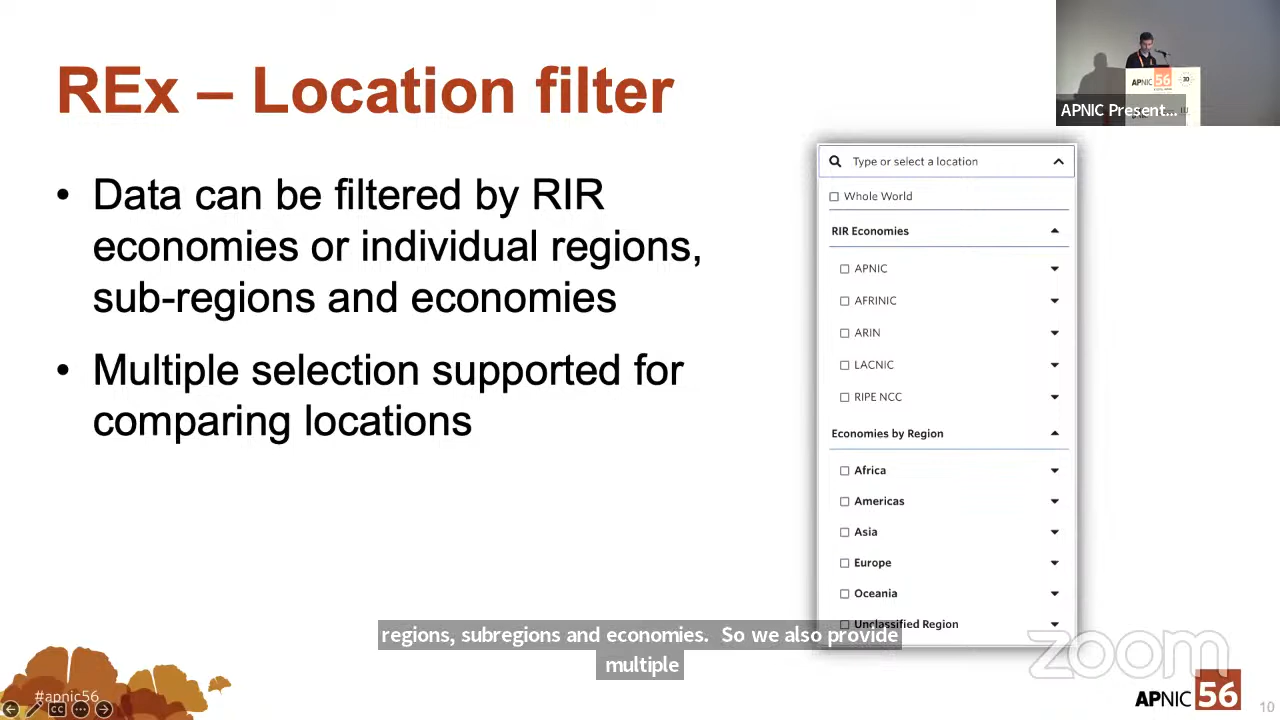 REx – Location filter
• Data can be filtered by RIR
economies or individual regions,
sub-regions and economies
• Multiple selection supported for
comparing locations
APNIC 56
APNIC Present...
Type or select a location
Whole World
RIR Economies
APNIC
AFRINIC
ARIN
LACNIC
RIPE NCC
Economies by Region
Africa
Americas
Asia
Europe
Oceania
Unclassified Region
regions, subregions and economies. So we also provide
multiple
zoom
#apnic56
CC
APNIC 56
10